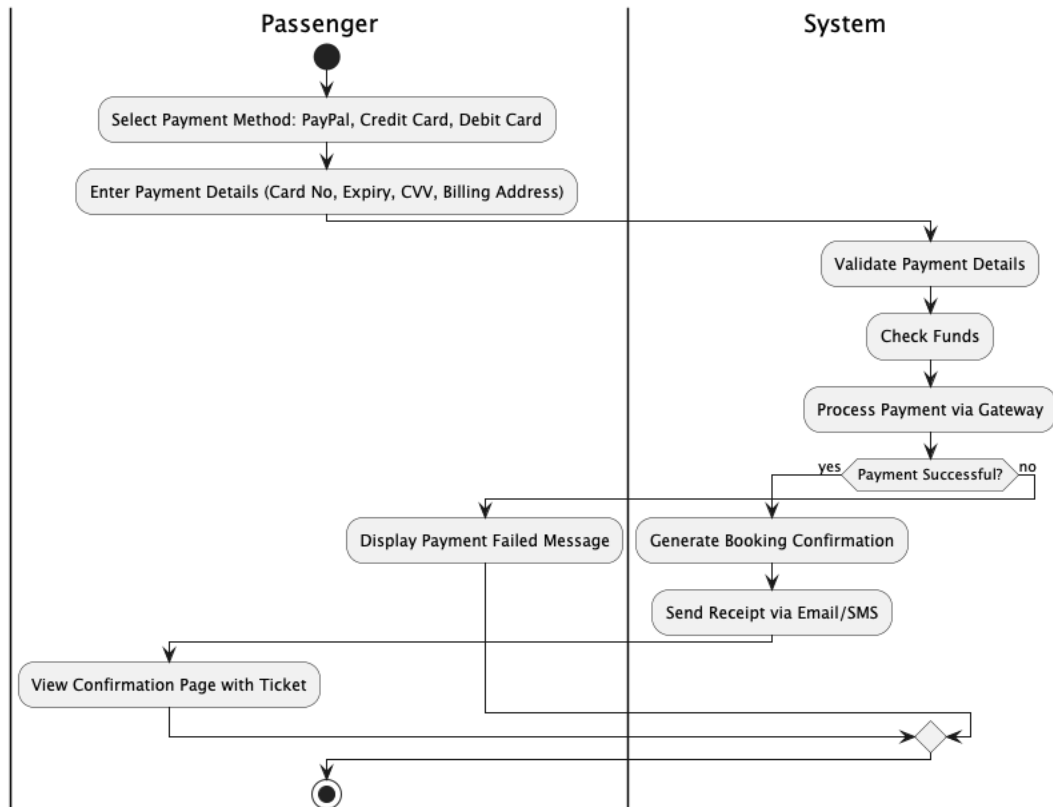 Passenger
System
Select Payment Method: PayPal, Credit Card, Debit Card
Enter Payment Details (Card No, Expiry, CVV, Billing Address)
Validate Payment Details
Check Funds
Process Payment via Gateway
yes
Payment Successful?
no
Display Payment Failed Message
Generate Booking Confirmation
Send Receipt via Email/SMS
View Confirmation Page with Ticket